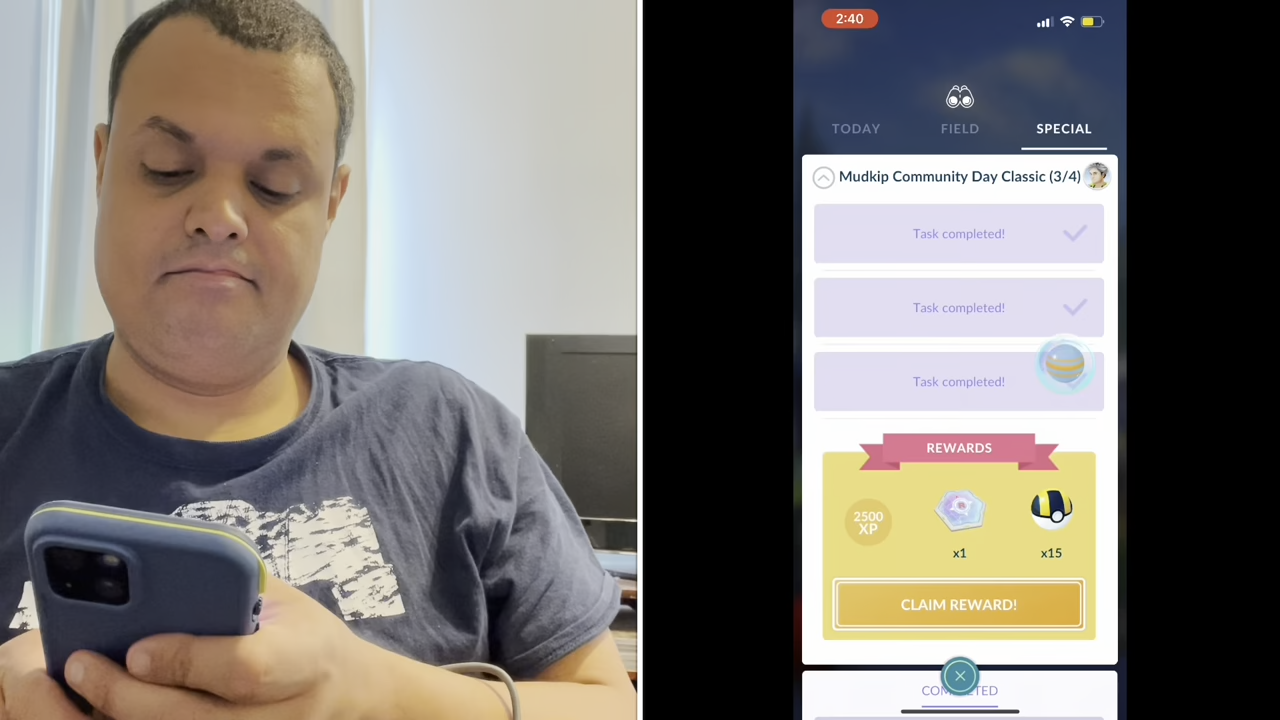 2:40
TODAY
FIELD
SPECIAL
Mudkip Community Day Classic (3/4)
Task completed!
Task completed!
Task completed!
REWARDS
2500
XP
x1
x15
CLAIM REWARD!